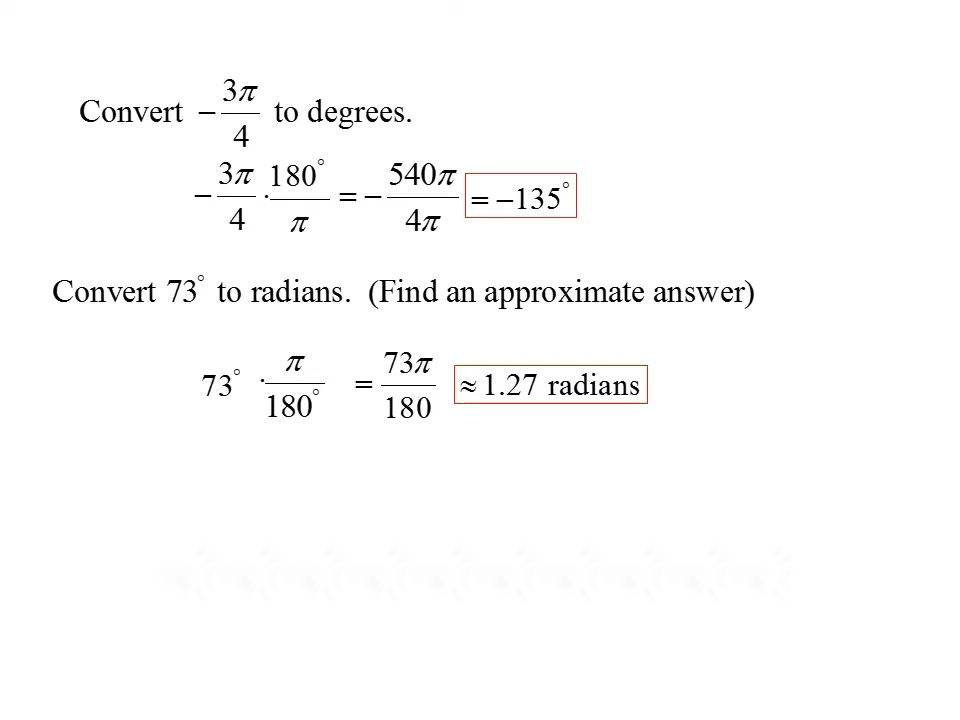 Convert −3π/4 to degrees.
−3π/4 · 180°/π = −540π/4π = −135°
Convert 73° to radians. (Find an approximate answer)
73° · π/180° = 73π/180 ≈ 1.27 radians